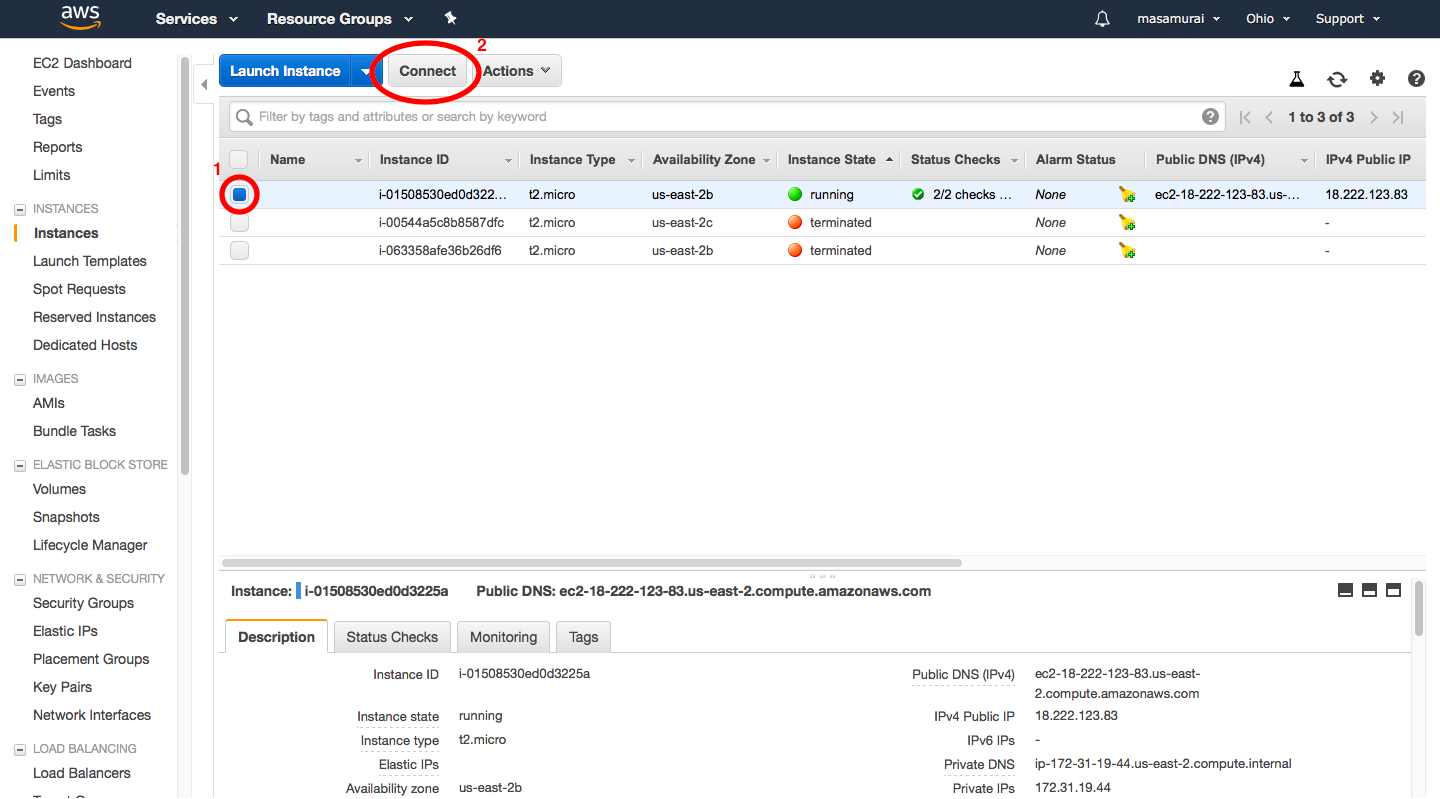 aws Services Resource Groups masamurai Ohio Support
2
Launch Instance Connect Actions
EC2 Dashboard
Events
Tags
Reports
Limits
INSTANCES
Instances
Launch Templates
Spot Requests
Reserved Instances
Dedicated Hosts
IMAGES
AMIs
Bundle Tasks
ELASTIC BLOCK STORE
Volumes
Snapshots
Lifecycle Manager
NETWORK & SECURITY
Security Groups
Elastic IPs
Placement Groups
Key Pairs
Network Interfaces
LOAD BALANCING
Load Balancers
Filter by tags and attributes or search by keyword 1 to 3 of 3
Name Instance ID Instance Type Availability Zone Instance State Status Checks Alarm Status Public DNS (IPv4) IPv4 Public IP
1
i-01508530ed0d322... t2.micro us-east-2b running 2/2 checks ... None ec2-18-222-123-83.us-... 18.222.123.83
i-00544a5c8b8587dfc t2.micro us-east-2c terminated None -
i-063358afe36b26df6 t2.micro us-east-2b terminated None -
Instance: i-01508530ed0d3225a Public DNS: ec2-18-222-123-83.us-east-2.compute.amazonaws.com
Description Status Checks Monitoring Tags
Instance ID i-01508530ed0d3225a
Instance state running
Instance type t2.micro
Elastic IPs
Availability zone us-east-2b
Public DNS (IPv4) ec2-18-222-123-83.us-east-
2.compute.amazonaws.com
IPv4 Public IP 18.222.123.83
IPv6 IPs -
Private DNS ip-172-31-19-44.us-east-2.compute.internal
Private IPs 172.31.19.44